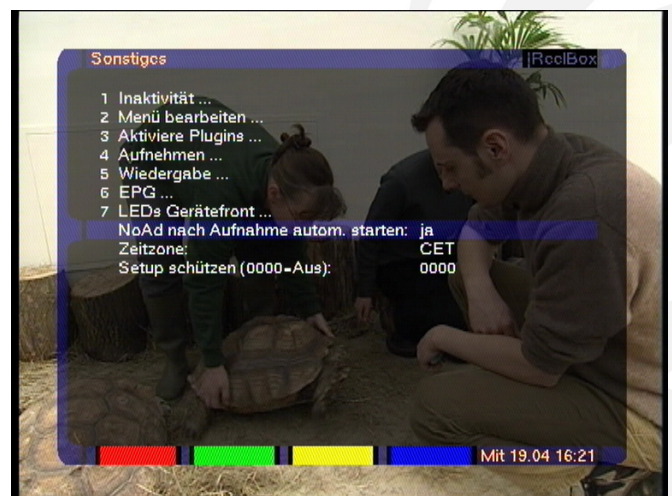 Sonstiges
|ReelBox
1 Inaktivität ...
2 Menü bearbeiten ...
3 Aktiviere Plugins ...
4 Aufnehmen ...
5 Wiedergabe ...
6 EPG ...
7 LEDs Gerätefront ...
NoAd nach Aufnahme autom. starten: ja
Zeitzone: CET
Setup schützen (0000=Aus): 0000
Mit 19.04 16:21